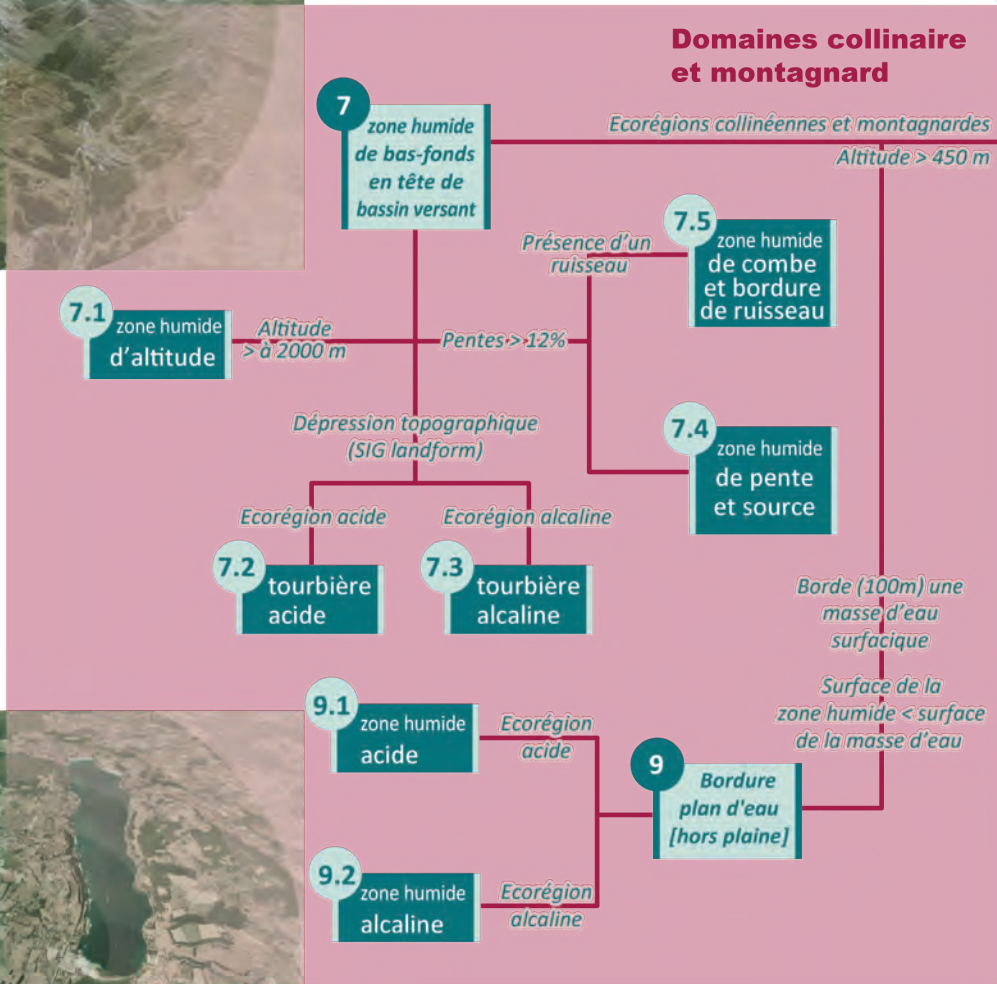 Domaines collinaire
et montagnard
7
zone humide
de bas-fonds
en tête de
bassin versant
Ecorégions collinéennes et montagnardes
Altitude > 450 m
7.5
zone humide
de combe
et bordure
de ruisseau
Présence d’un
ruisseau
7.1
zone humide
d’altitude
Altitude
> à 2000 m
Pentes > 12%
7.4
zone humide
de pente
et source
Dépression topographique
(SIG landform)
Ecorégion acide
Ecorégion alcaline
7.2
tourbière
acide
7.3
tourbière
alcaline
Borde (100m) une
masse d’eau
surfacique
Surface de la
zone humide < surface
de la masse d’eau
9.1
zone humide
acide
Ecorégion
acide
9
Bordure
plan d'eau
[hors plaine]
9.2
zone humide
alcaline
Ecorégion
alcaline